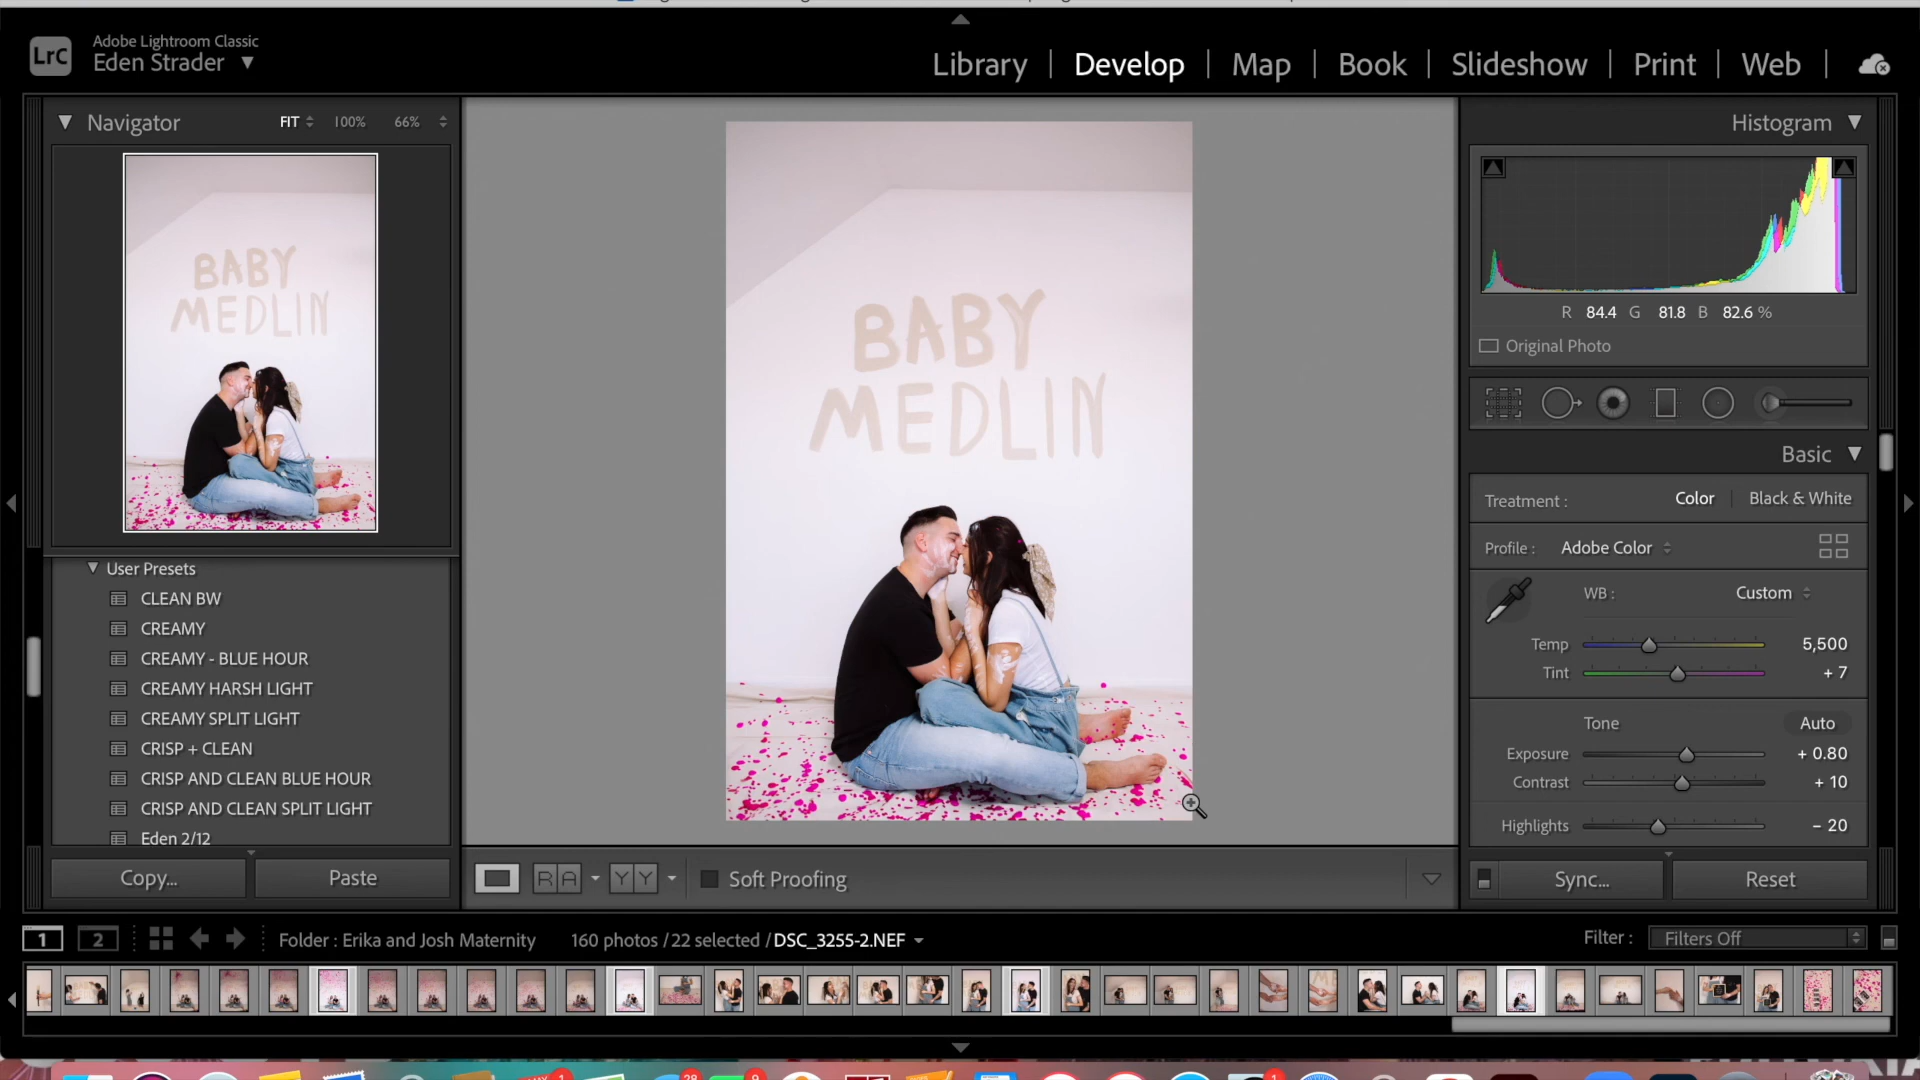 LrC
Adobe Lightroom Classic
Eden Strader
Library
Develop
Map
Book
Slideshow
Print
Web
Navigator
FIT
100%
66%
BABY
MEDLIN
User Presets
CLEAN BW
CREAMY
CREAMY - BLUE HOUR
CREAMY HARSH LIGHT
CREAMY SPLIT LIGHT
CRISP + CLEAN
CRISP AND CLEAN BLUE HOUR
CRISP AND CLEAN SPLIT LIGHT
Eden 2/12
Copy...
Paste
BABY
MEDLIN
R A
Y Y
Soft Proofing
Histogram
R 84.4 G 81.8 B 82.6 %
Original Photo
Basic
Treatment : Color Black & White
Profile : Adobe Color
WB : Custom
Temp 5,500
Tint + 7
Tone Auto
Exposure + 0.80
Contrast + 10
Highlights - 20
Sync...
Reset
1 2
Folder : Erika and Josh Maternity
160 photos / 22 selected / DSC_3255-2.NEF
Filter : Filters Off
1
28
9
1